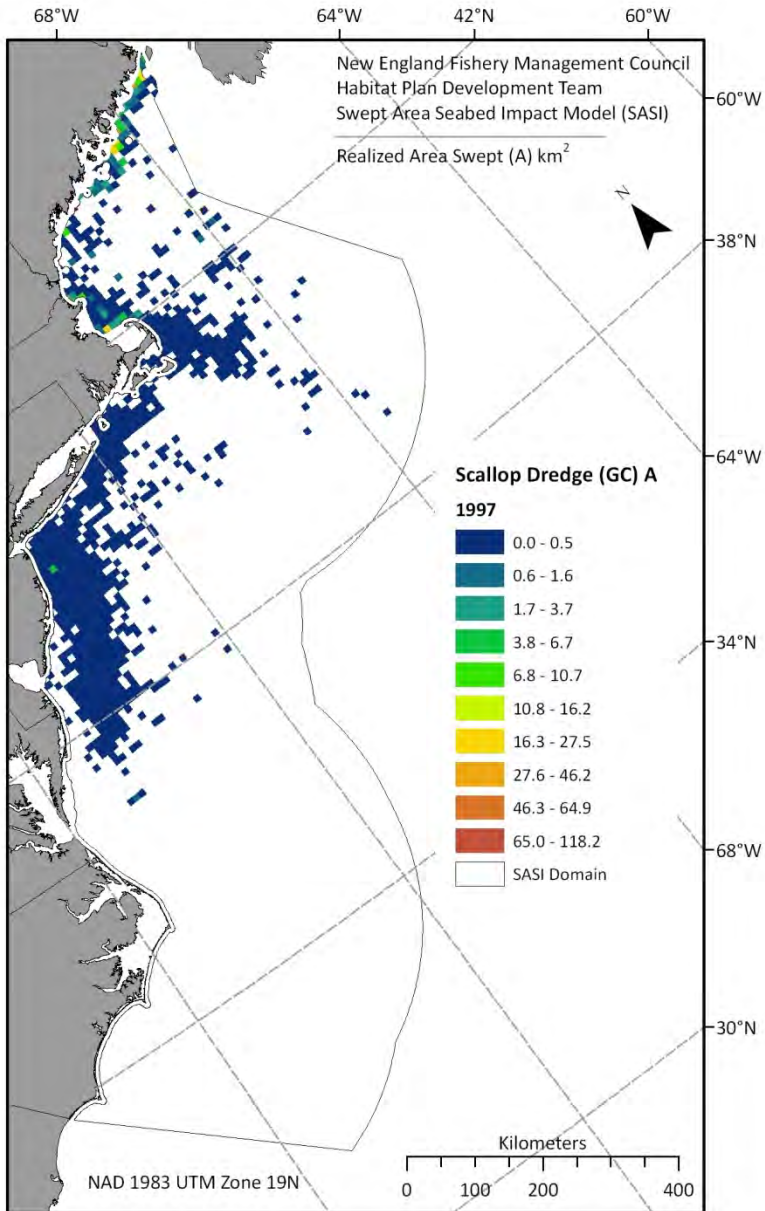 68°W 64°W 42°N 60°W
New England Fishery Management Council
Habitat Plan Development Team
Swept Area Seabed Impact Model (SASI)
Realized Area Swept (A) km²
N
60°W
38°N
64°W
34°N
68°W
30°N
Scallop Dredge (GC) A
1997
0.0 - 0.5
0.6 - 1.6
1.7 - 3.7
3.8 - 6.7
6.8 - 10.7
10.8 - 16.2
16.3 - 27.5
27.6 - 46.2
46.3 - 64.9
65.0 - 118.2
SASI Domain
Kilometers
0 100 200 300 400
NAD 1983 UTM Zone 19N